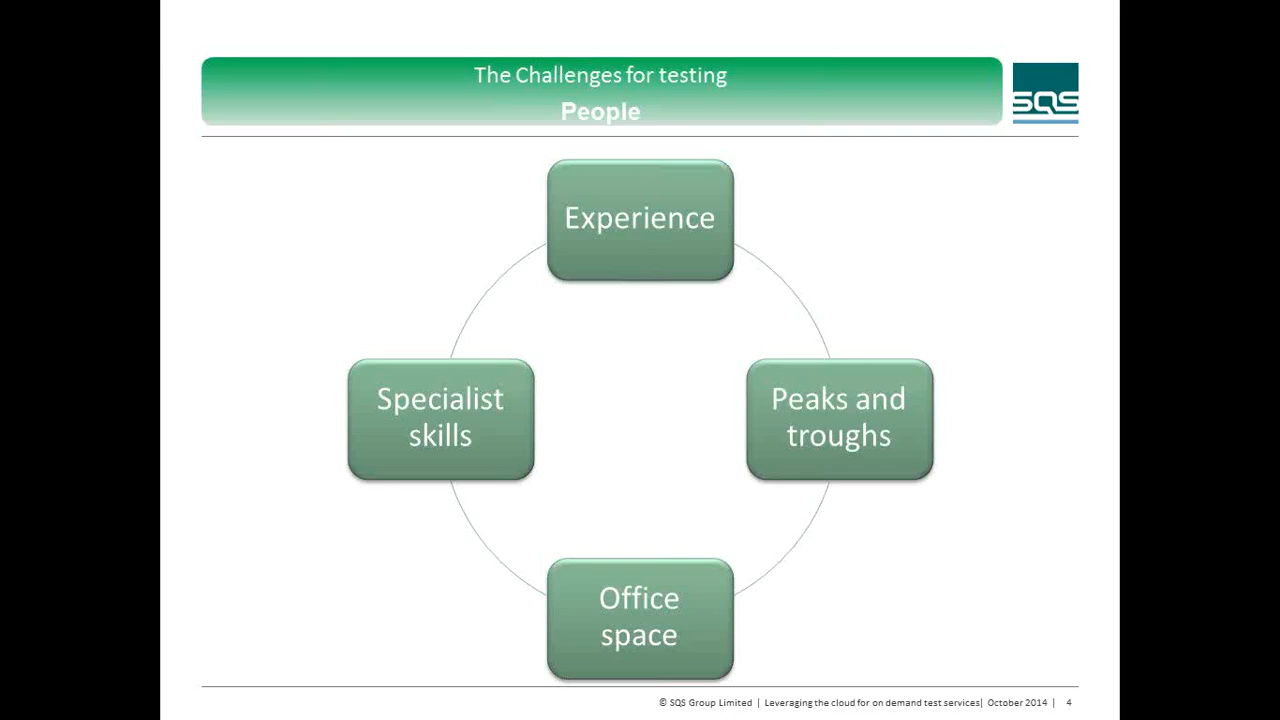 The Challenges for testing
People
SQS
Experience
Specialist
skills
Peaks and
troughs
Office
space
© SQS Group Limited | Leveraging the cloud for on demand test services| October 2014 | 4